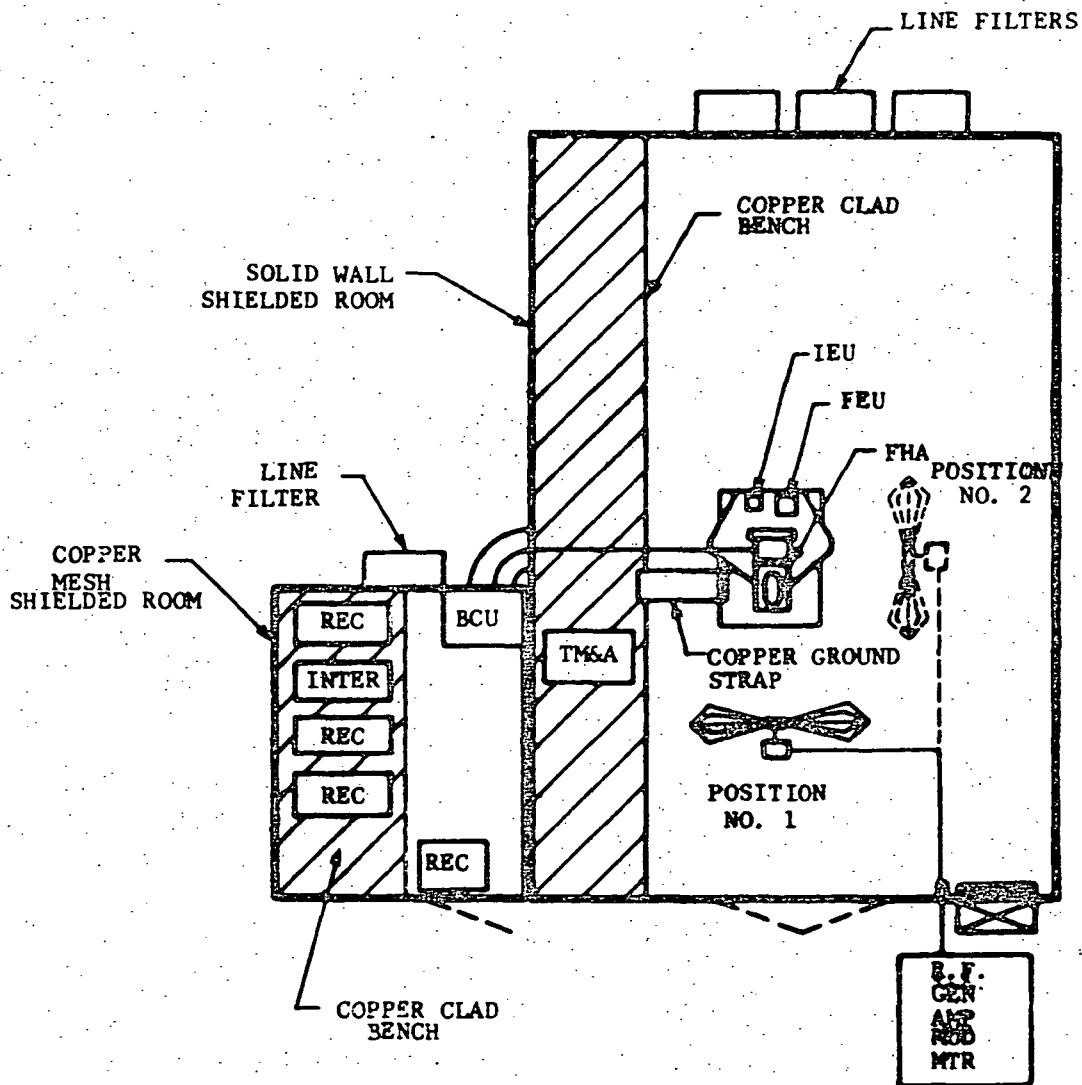 LINE FILTERS
COPPER CLAD
BENCH
SOLID WALL
SHIELDED ROOM
IEU
FEU
FHA
POSITION
NO. 2
LINE
FILTER
COPPER
MESH
SHIELDED ROOM
REC
BCU
INTER
TM&A
COPPER GROUND
STRAP
REC
REC
POSITION
NO. 1
REC
COPPER CLAD
BENCH
R.F.
GEN
AMP
MOD
MTR